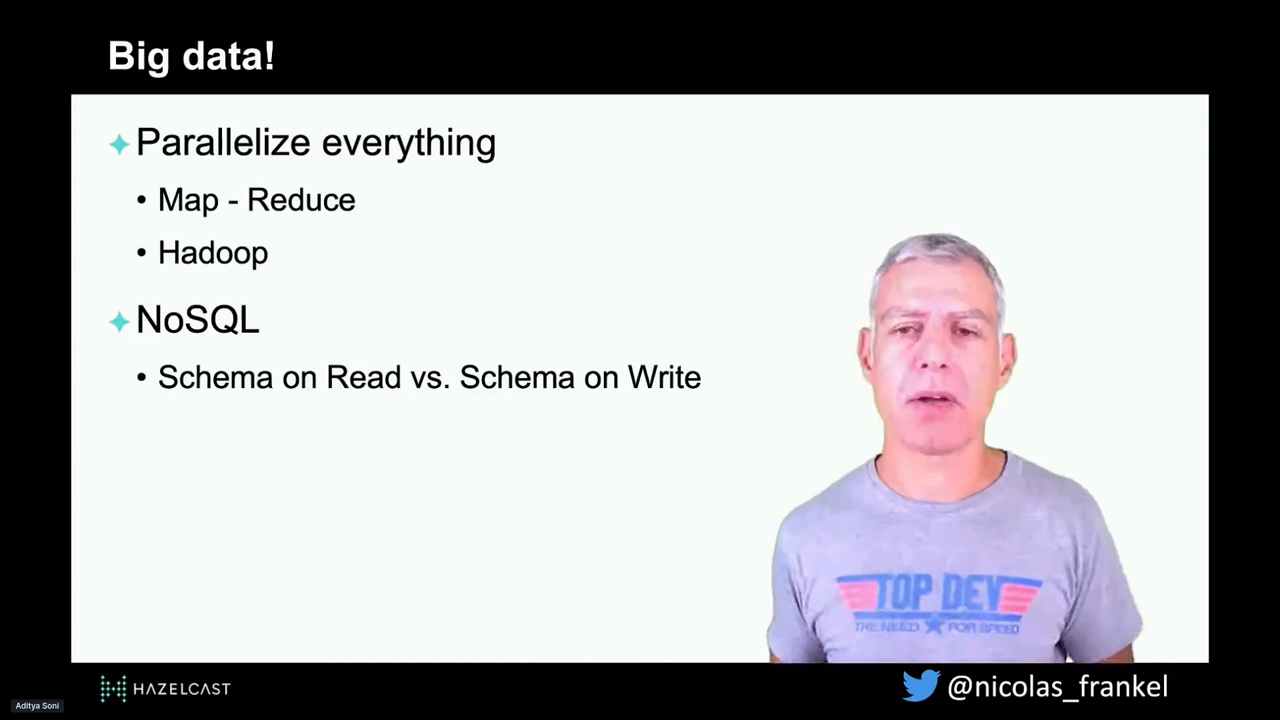 Big data!
Parallelize everything
• Map - Reduce
• Hadoop
NoSQL
• Schema on Read vs. Schema on Write
TOP DEV
THE NEED FOR SPEED
HAZELCAST
@nicolas_frankel
Aditya Soni